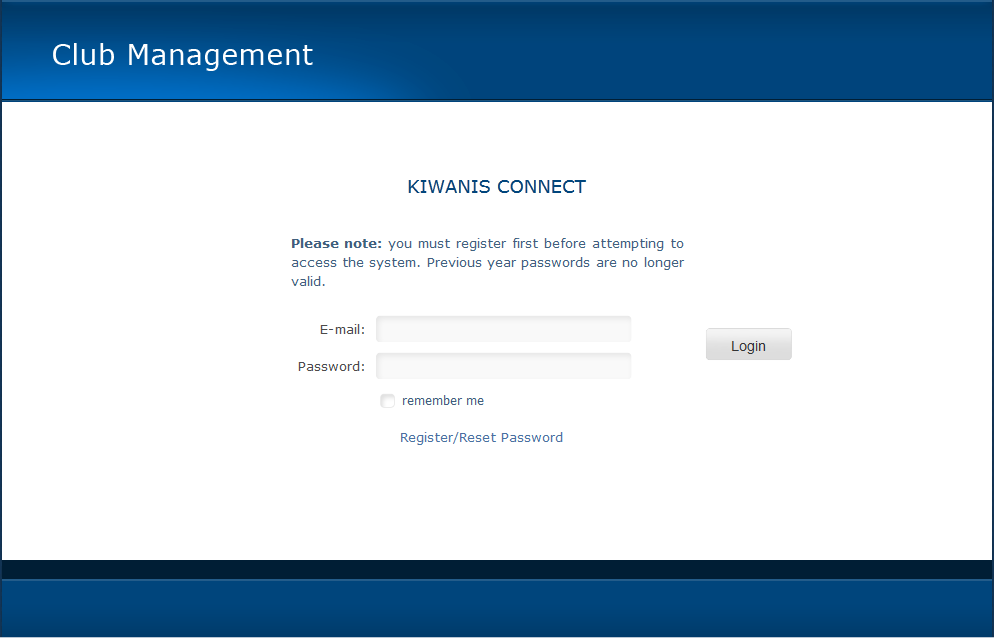 Club Management
KIWANIS CONNECT
Please note: you must register first before attempting to
access the system. Previous year passwords are no longer
valid.
E-mail:
Login
Password:
remember me
Register/Reset Password